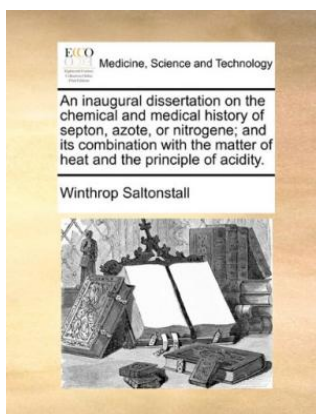 ECCO
Medicine, Science and Technology
An inaugural dissertation on the
chemical and medical history of
septon, azote, or nitrogene; and
its combination with the matter of
heat and the principle of acidity.
Winthrop Saltonstall